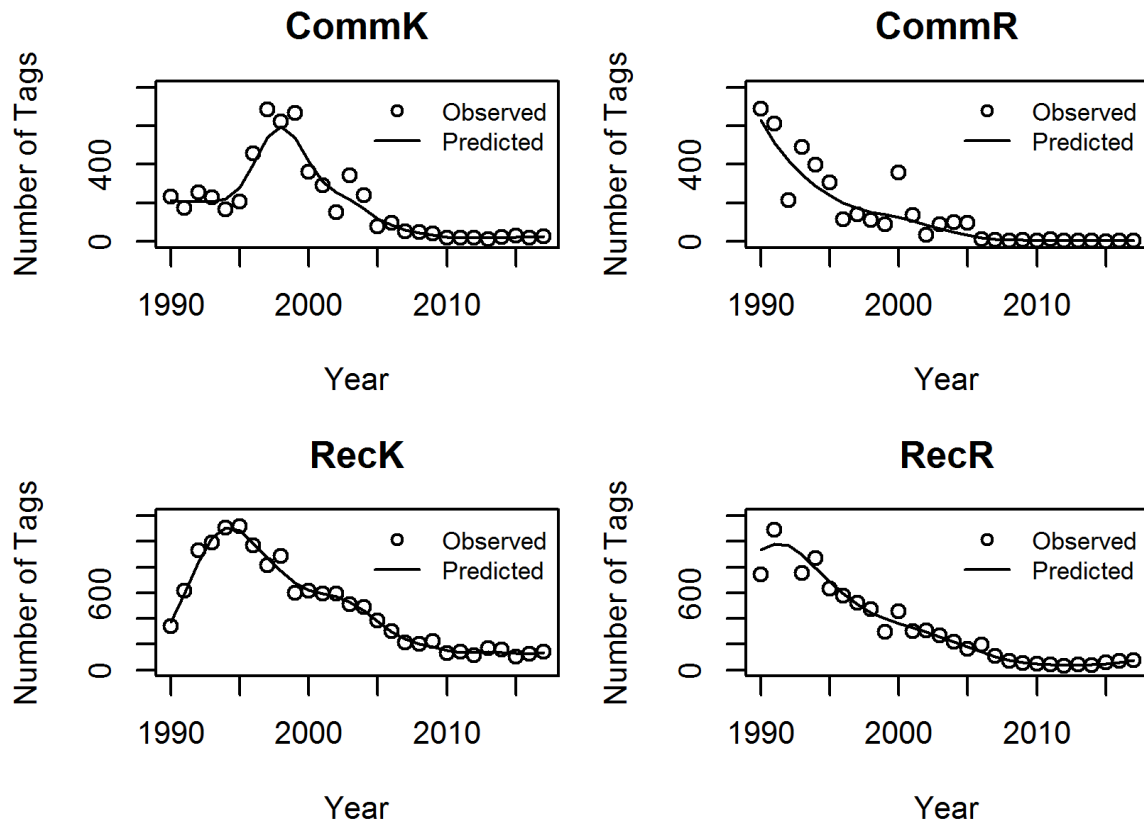 CommK
Number of Tags
400
0
Observed
Predicted
1990 2000 2010
Year
CommR
Number of Tags
400
0
Observed
Predicted
1990 2000 2010
Year
RecK
Number of Tags
600
0
Observed
Predicted
1990 2000 2010
Year
RecR
Number of Tags
600
0
Observed
Predicted
1990 2000 2010
Year